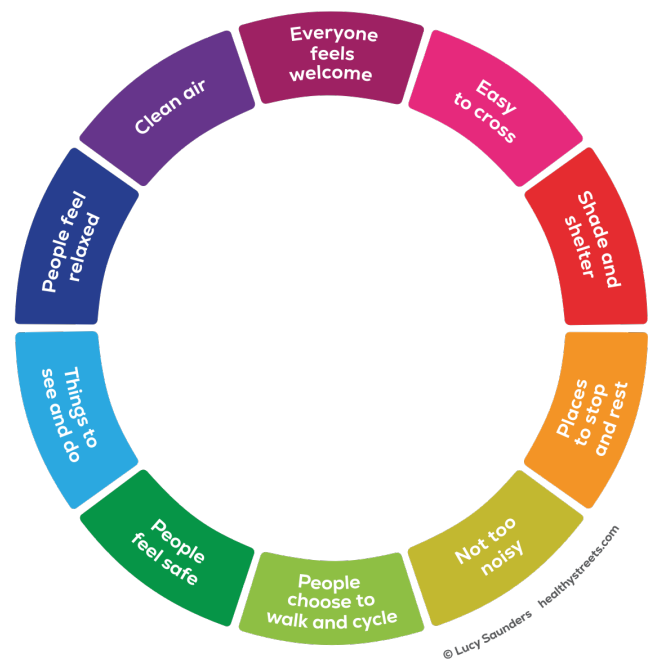 Everyone
feels
welcome
Easy
to cross
Shade and
shelter
Places
to stop
and rest
Not too
noisy
People
choose to
walk and cycle
People
feel safe
Things to
see and do
People feel
relaxed
Clean air
© Lucy Saunders healthystreets.com